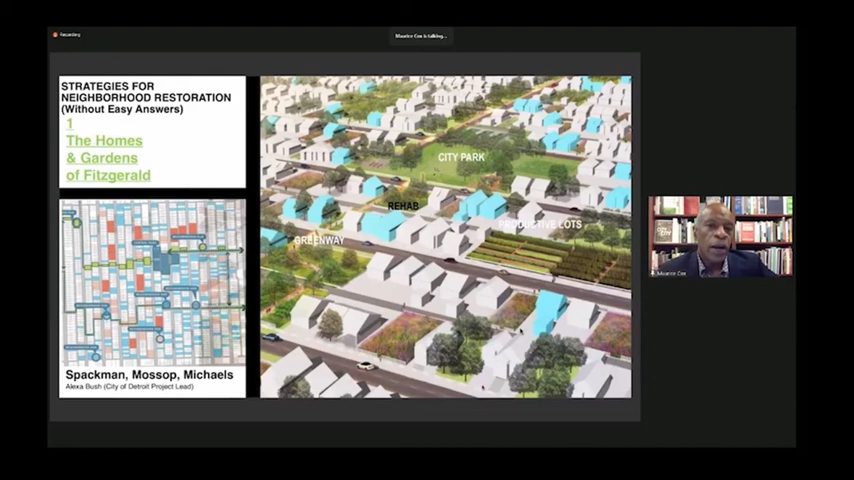 Recording
Maurice Cox is talking...
STRATEGIES FOR
NEIGHBORHOOD RESTORATION
(Without Easy Answers)
1
The Homes
& Gardens
of Fitzgerald
CITY PARK
REHAB
PRODUCTIVE LOTS
GREENWAY
Maurice Cox
Spackman, Mossop, Michaels
Alexa Bush (City of Detroit Project Lead)